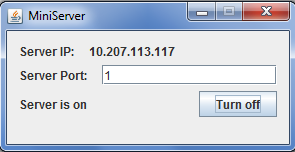 MiniServer
Server IP: 10.207.113.117
Server Port: 1
Server is on Turn off